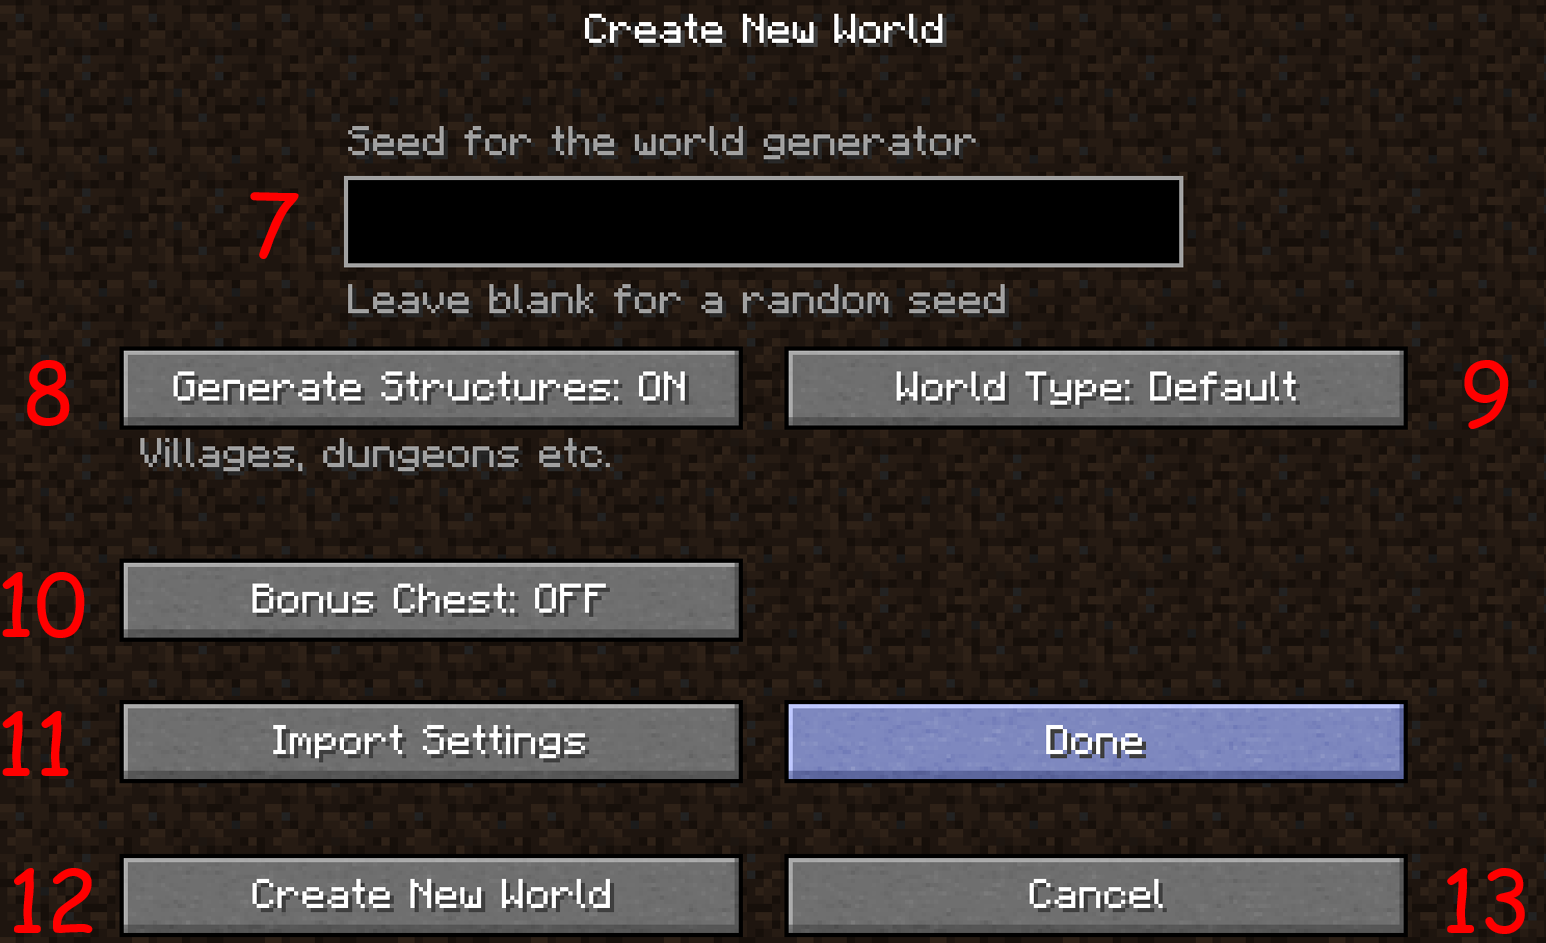 Create New World
Seed for the world generator
7
Leave blank for a random seed
8 Generate Structures: ON World Type: Default 9
Villages, dungeons etc.
10 Bonus Chest: OFF
11 Import Settings Done
12 Create New World Cancel 13